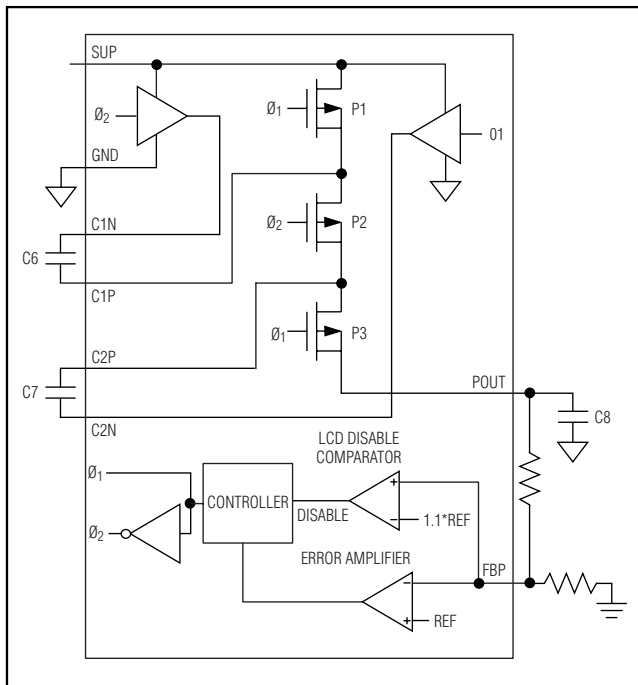 SUP
Ø1
P1
Ø2
01
GND
C1N
Ø2
P2
C6
C1P
Ø1
P3
C2P
POUT
C7
C8
C2N
LCD DISABLE
COMPARATOR
Ø1
CONTROLLER
+
DISABLE
− 1.1*REF
Ø2
ERROR AMPLIFIER
FBP
−
+ REF